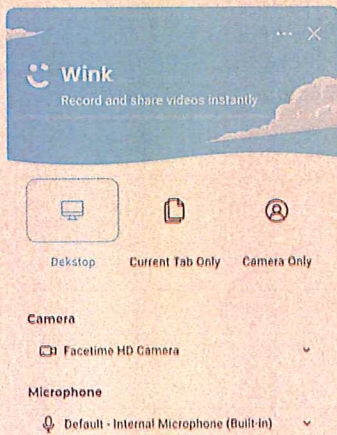 Wink
Record and share videos instantly
Dekstop
Current Tab Only
Camera Only
Camera
Facetime HD Camera
Microphone
Default - Internal Microphone (Built-in)